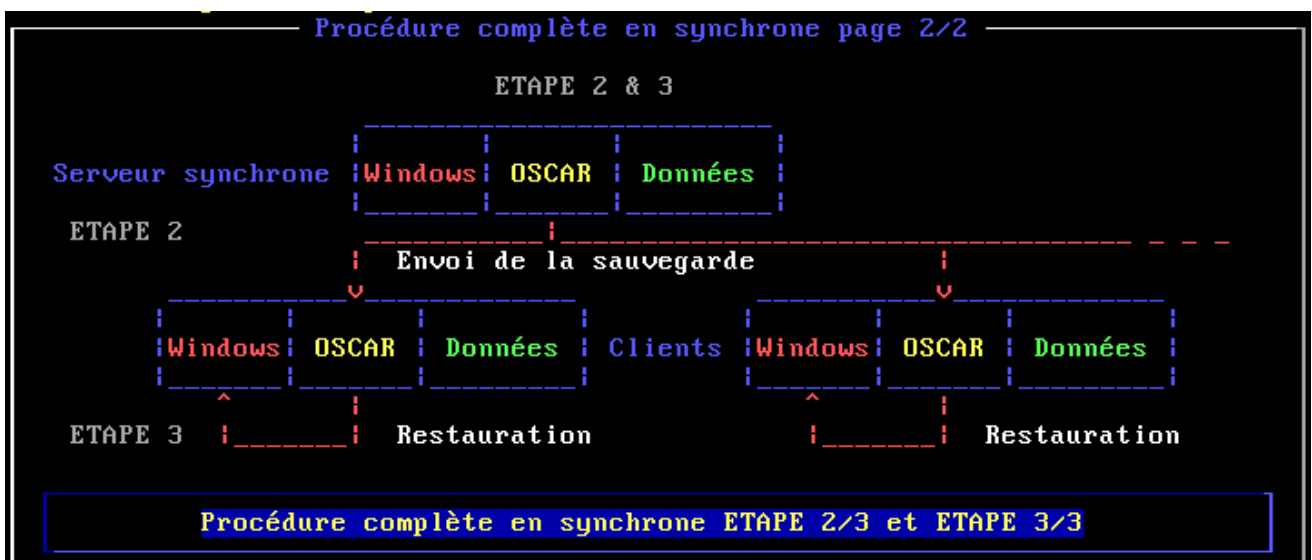 Procédure complète en synchrone page 2/2
ETAPE 2 & 3
Serveur synchrone Windows OSCAR Données
ETAPE 2
Envoi de la sauvegarde
Windows OSCAR Données Clients Windows OSCAR Données
ETAPE 3 Restauration Restauration
Procédure complète en synchrone ETAPE 2/3 et ETAPE 3/3